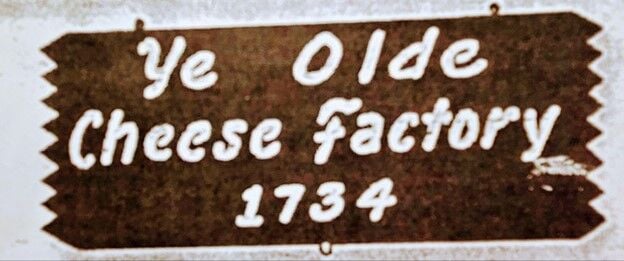 Ye Olde
Cheese Factory
1734